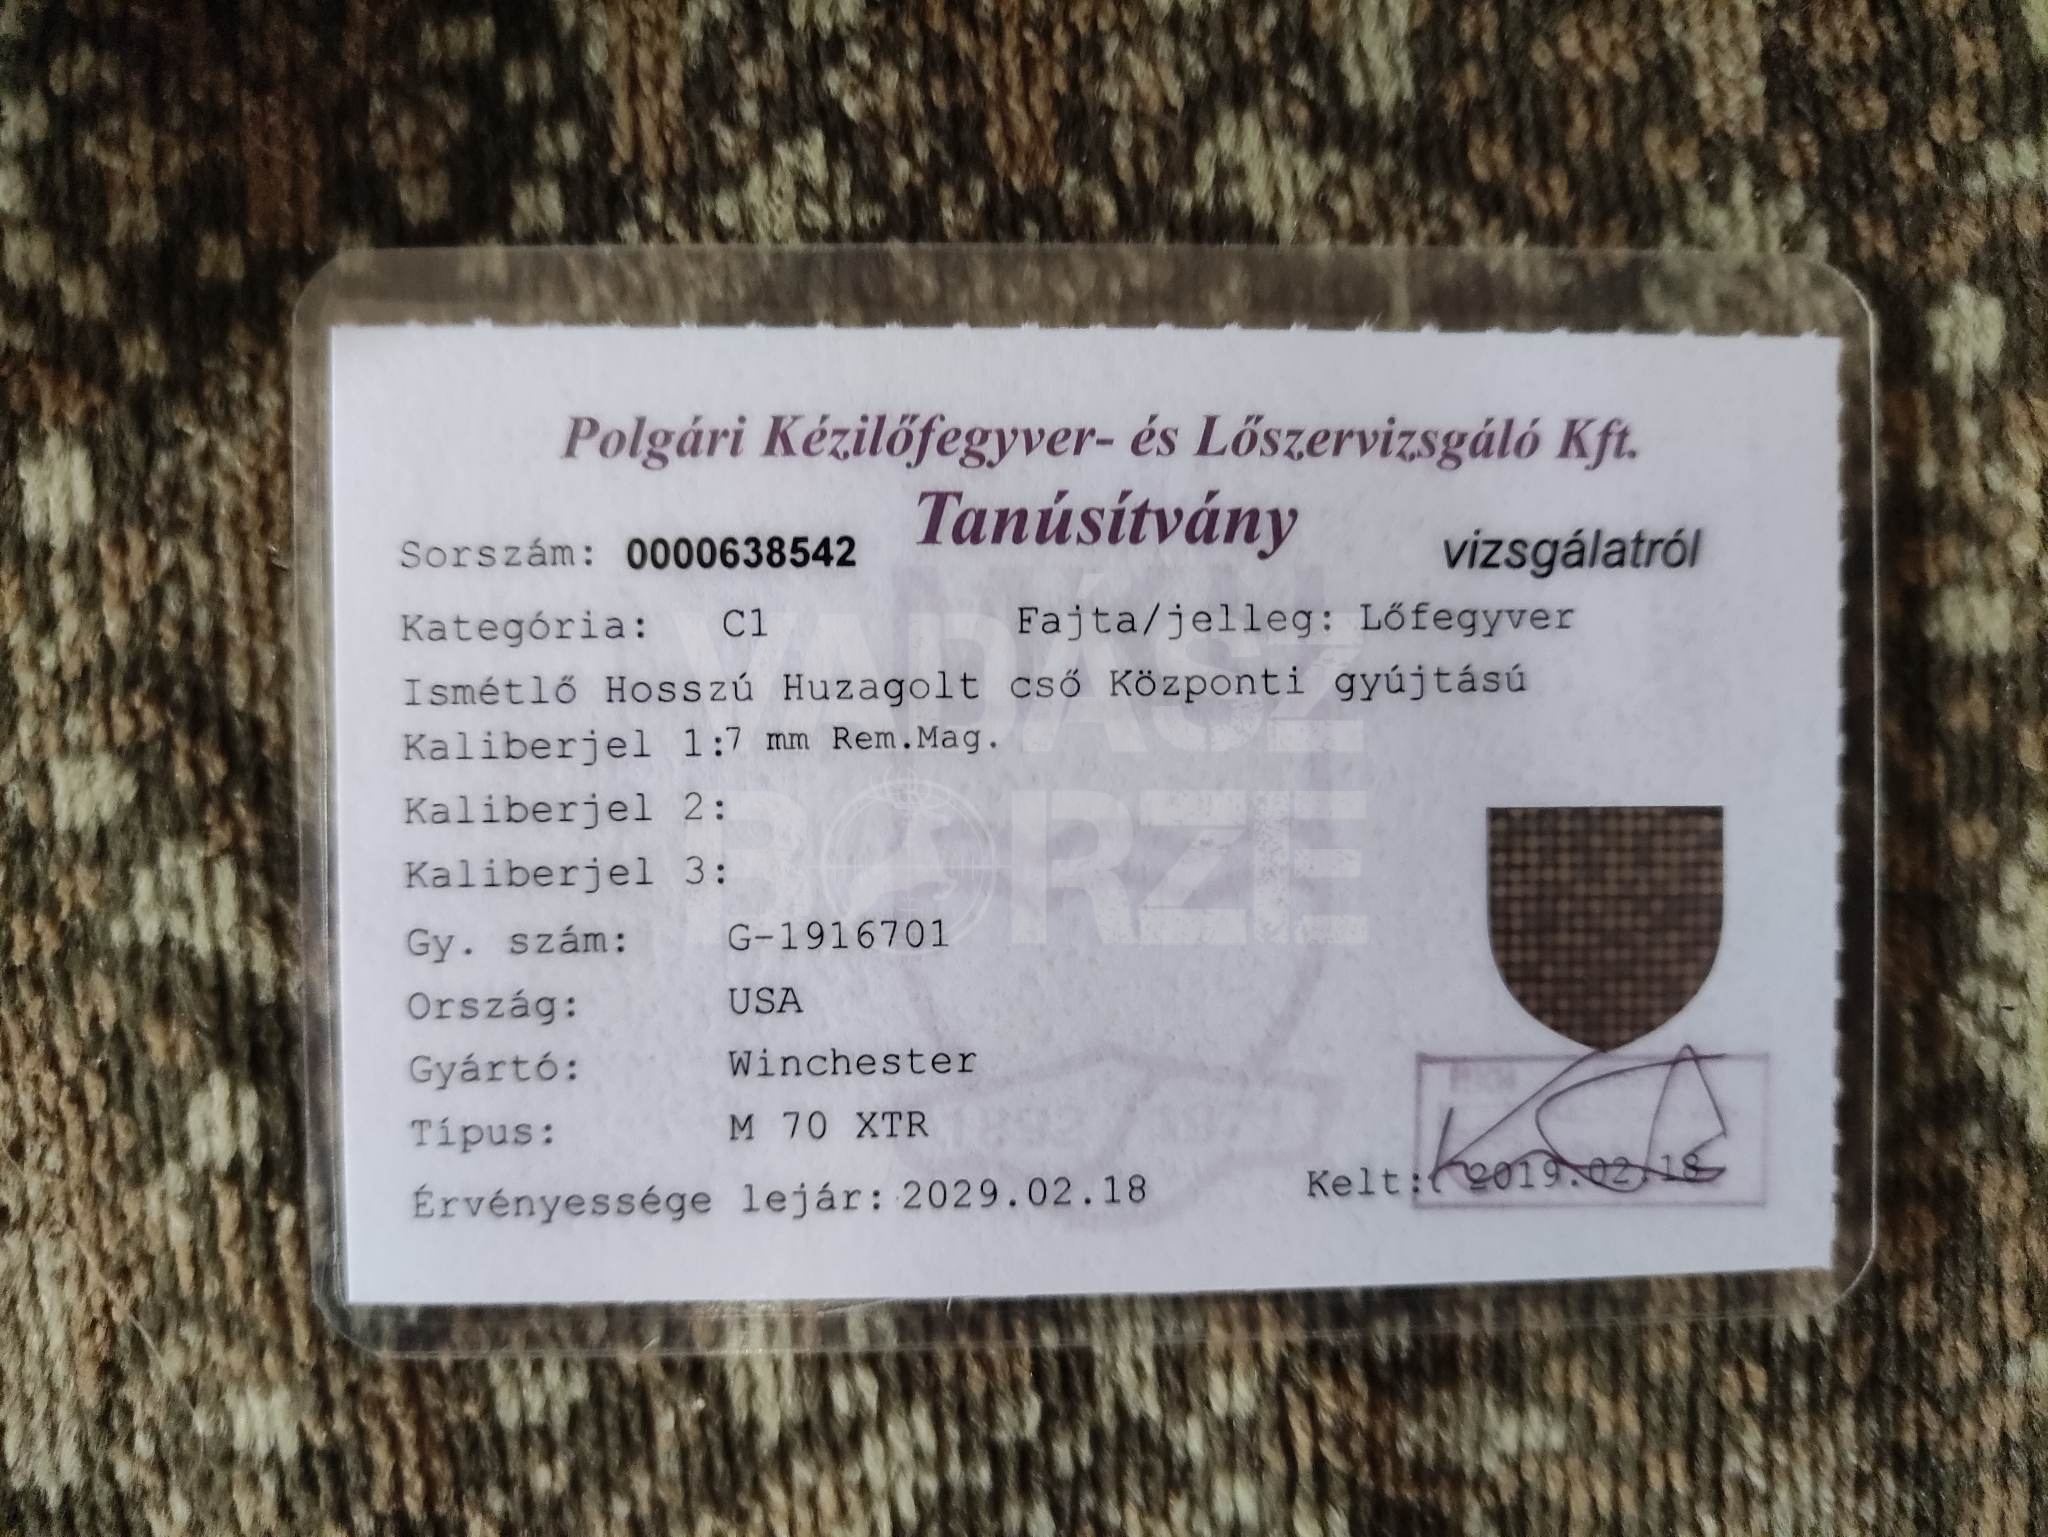 Polgári Kézilőfegyver- és Lőszervizsgáló Kft.
Tanúsítvány
Sorszám: 0000638542 vizsgálatról
Kategória: C1 Fajta/jelleg: Lőfegyver
Ismétlő Hosszú Huzagolt cső Központi gyújtású
Kaliberjel 1:7 mm Rem.Mag.
Kaliberjel 2:
Kaliberjel 3:
Gy. szám: G-1916701
Ország: USA
Gyártó: Winchester
Típus: M 70 XTR
Érvényessége lejár: 2029.02.18 Kelt: 2019.02.18
VADÁSZ
BÖRZE